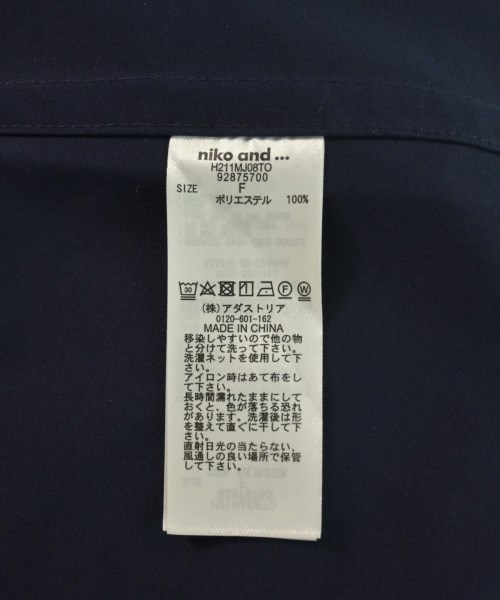 niko and ...
H211MJ08TO
92875700
SIZE F
ポリエステル 100%
30 F W
(株)アダストリア
0120-601-162
MADE IN CHINA
移染しやすいので他の物
と分けて洗って下さい。
洗濯ネットを使用して下
さい。
アイロン時はあて布をし
て下さい。
長時間濡れたままにして
おくと、色が落ちる恐れ
があります。洗濯後は形
を整えて直ぐに干して下
さい。
直射日光の当たらない、
風通しの良い場所で保管
して下さい。